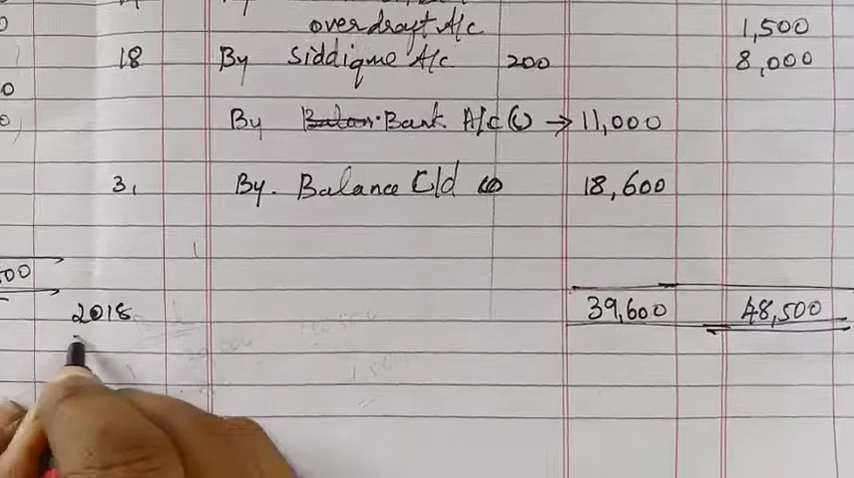 overdraft A/c 1,500
18 By Siddique A/c 200 8,000
By Bank A/c (c) → 11,000
31 By. Balance C/d 18,600
500
39,600 48,500
2018